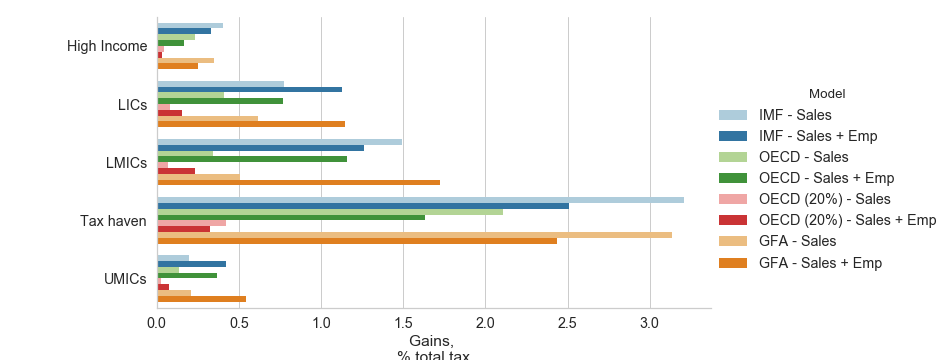 High Income
LICs
LMICs
Tax haven
UMICs
0.0 0.5 1.0 1.5 2.0 2.5 3.0
Gains,
% total tax
Model
IMF - Sales
IMF - Sales + Emp
OECD - Sales
OECD - Sales + Emp
OECD (20%) - Sales
OECD (20%) - Sales + Emp
GFA - Sales
GFA - Sales + Emp